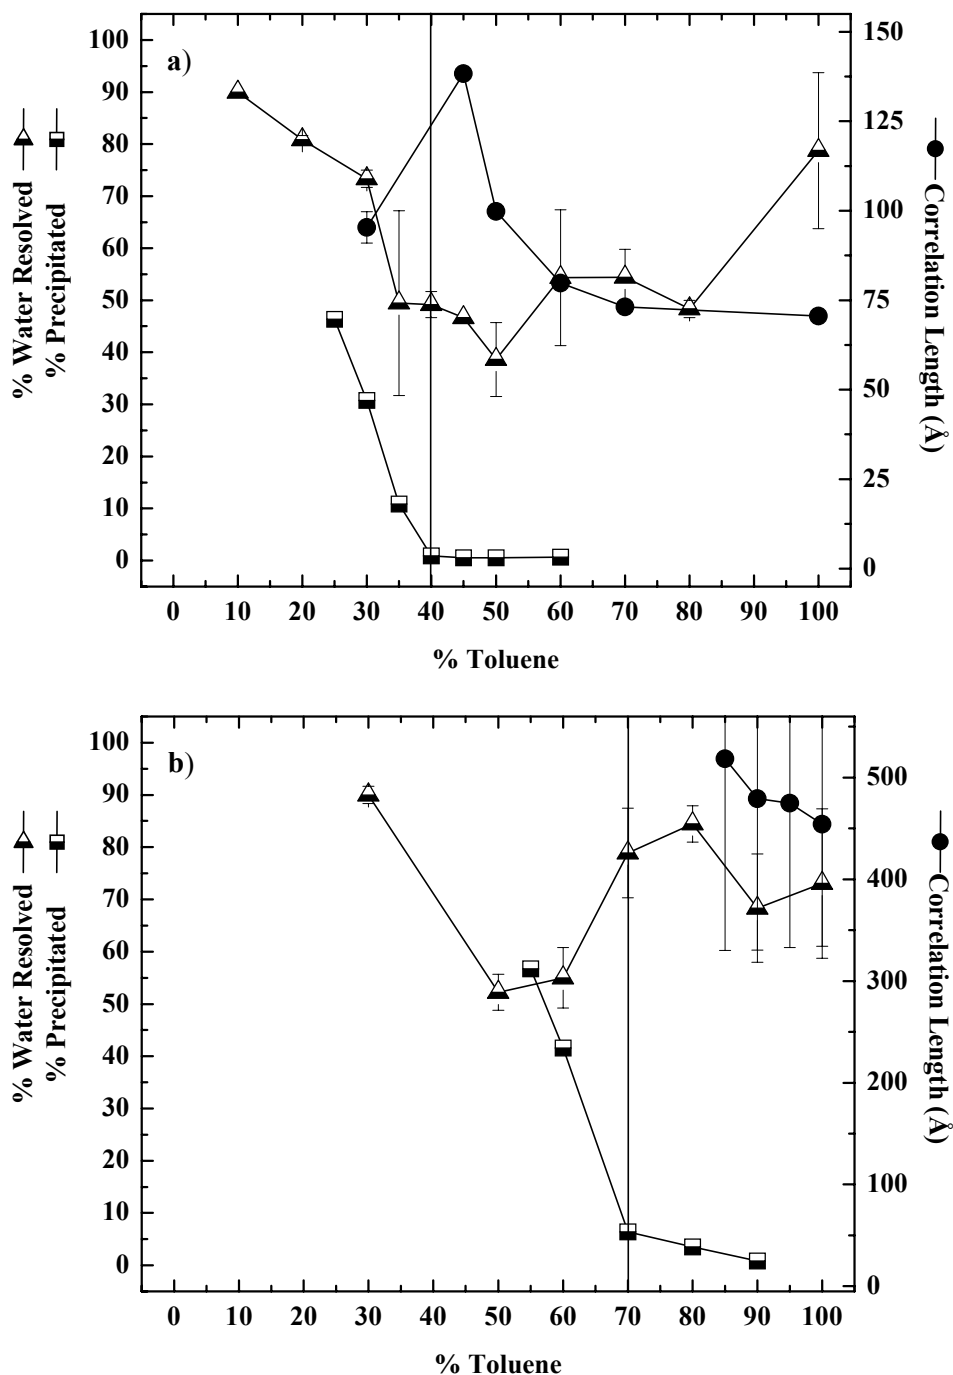 a)
100
90
80
70
60
50
40
30
20
10
0
% Water Resolved
% Precipitated
150
125
100
75
50
25
0
Correlation Length (Å)
0 10 20 30 40 50 60 70 80 90 100
% Toluene
b)
100
90
80
70
60
50
40
30
20
10
0
% Water Resolved
% Precipitated
500
400
300
200
100
0
Correlation Length (Å)
0 10 20 30 40 50 60 70 80 90 100
% Toluene